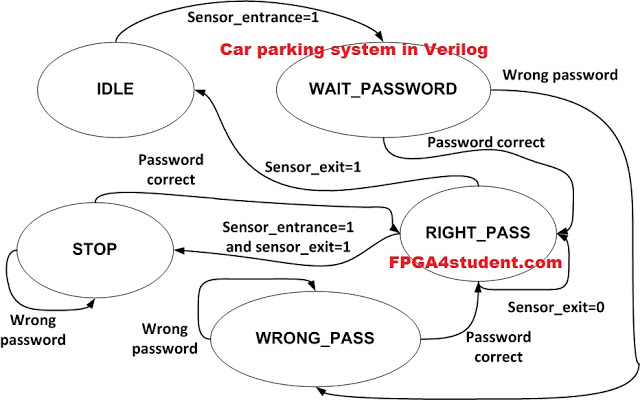 Sensor_entrance=1
Car parking system in Verilog
IDLE
WAIT_PASSWORD
Wrong password
Password correct
Password
correct
Sensor_exit=1
Sensor_entrance=1
and sensor_exit=1
STOP
RIGHT_PASS
FPGA4student.com
Sensor_exit=0
Wrong
password
Wrong
password
WRONG_PASS
Password
correct